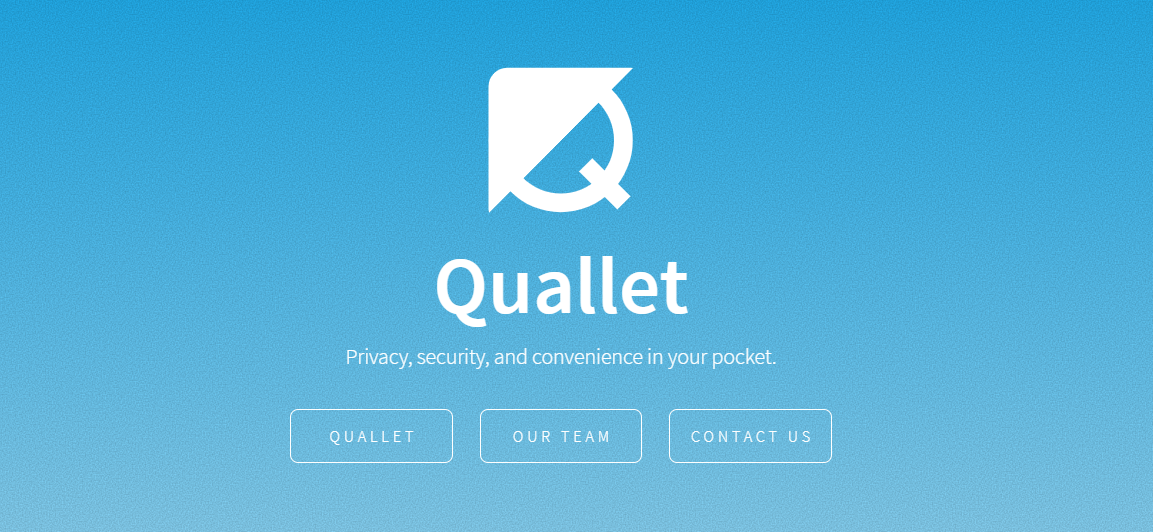 Quallet
Privacy, security, and convenience in your pocket.
QUALLET OUR TEAM CONTACT US